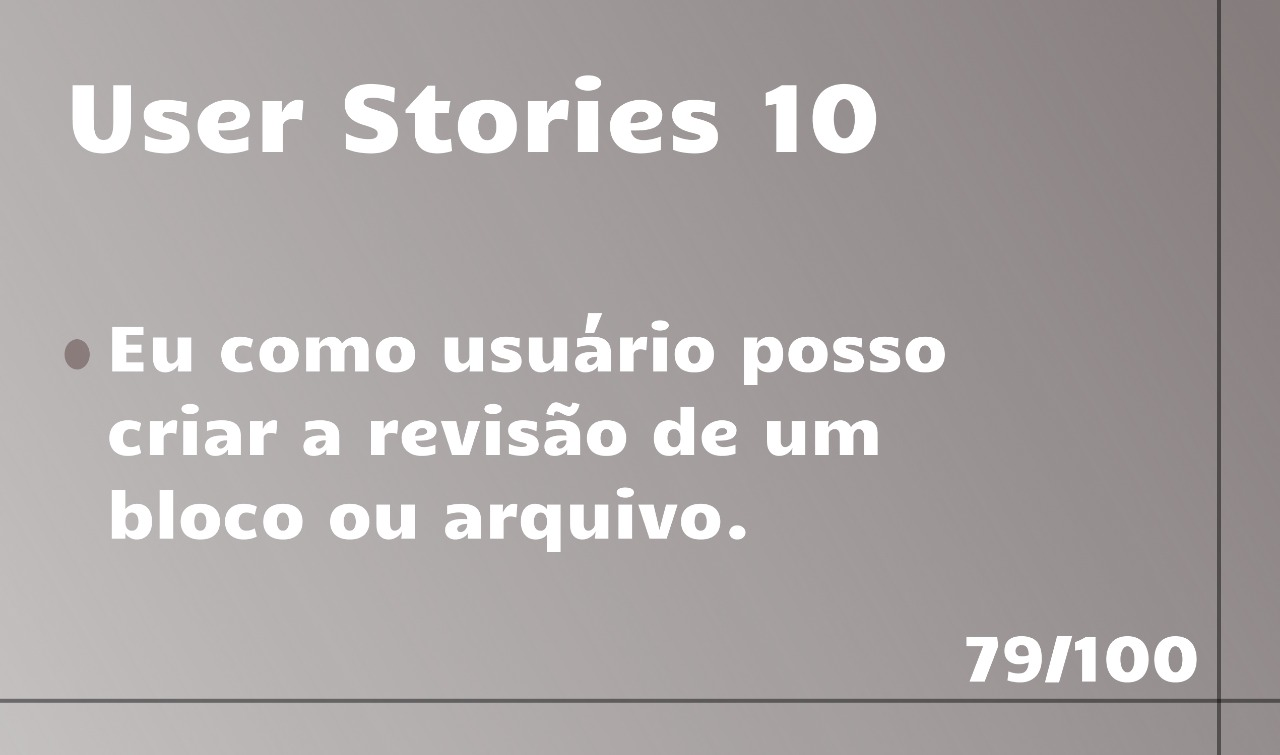 User Stories 10
Eu como usuário posso
criar a revisão de um
bloco ou arquivo.
79/100